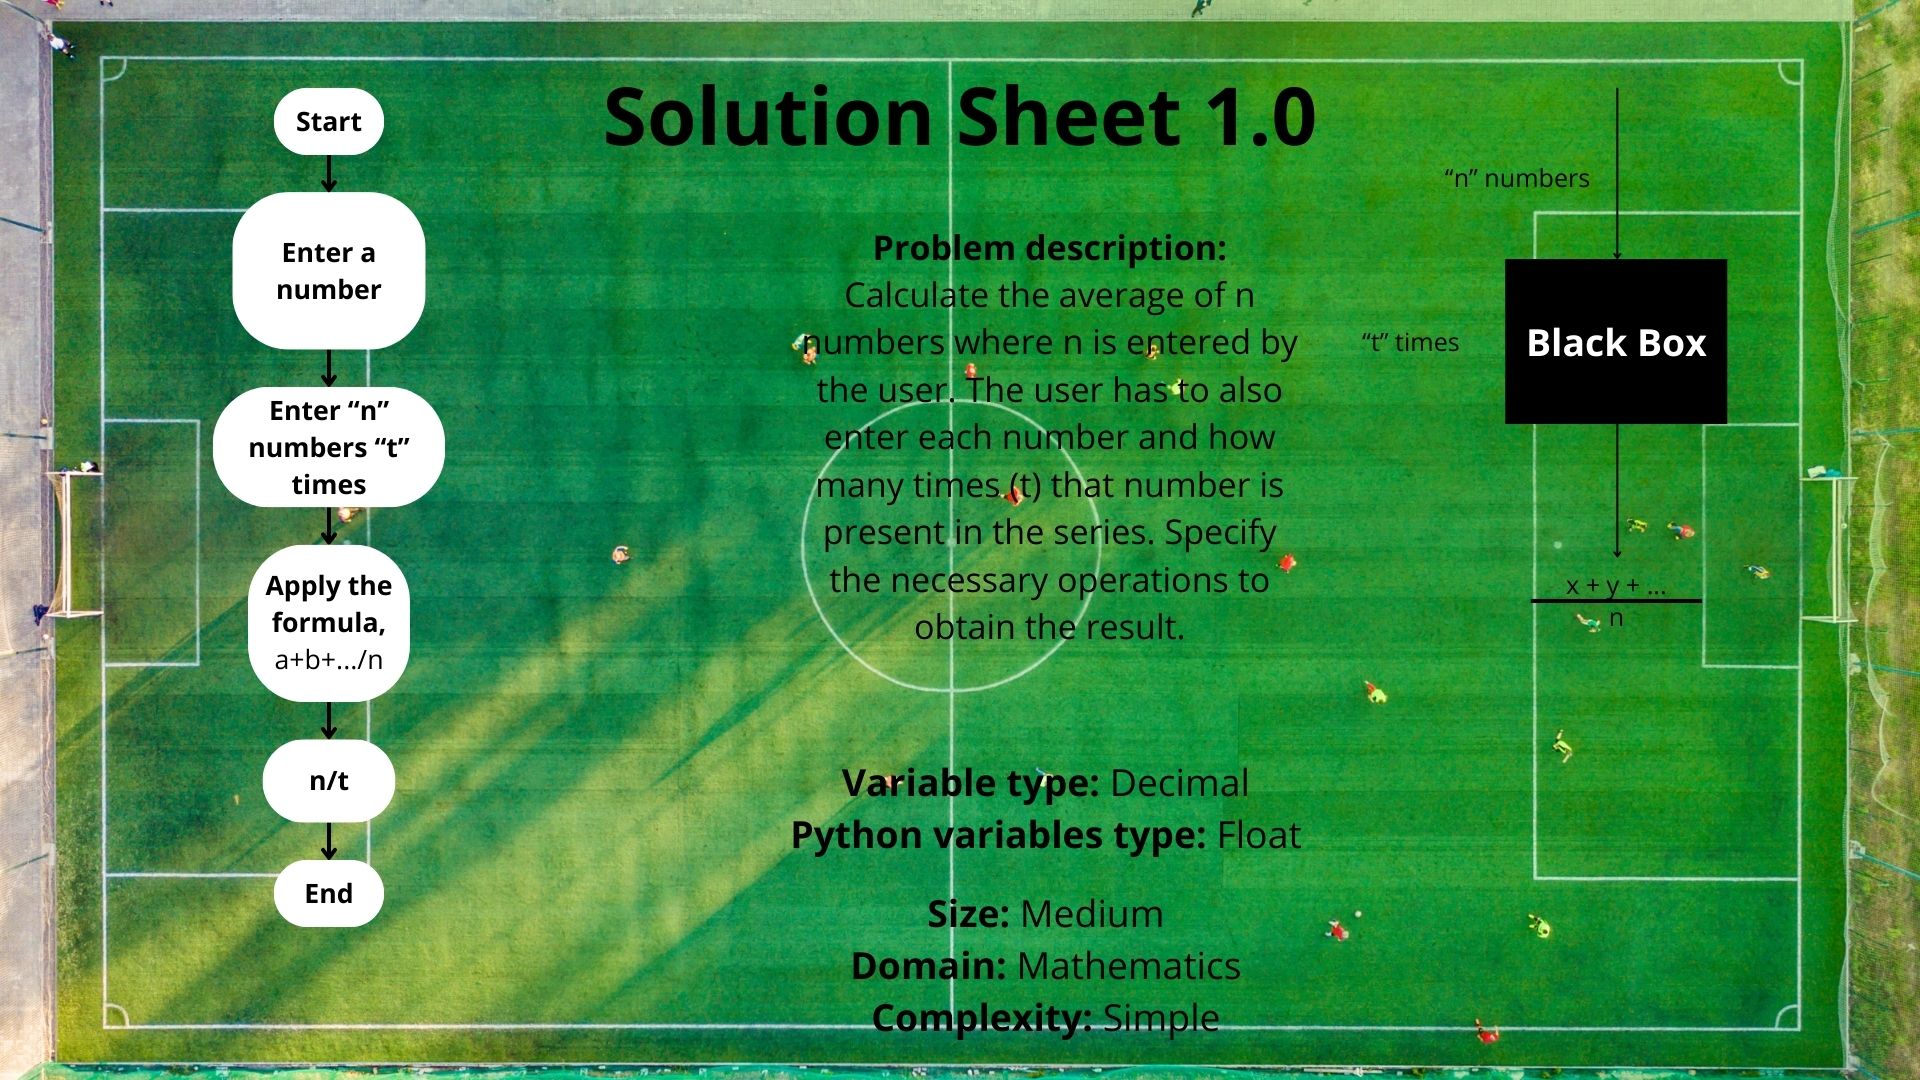 Solution Sheet 1.0
Start
Enter a
number
Enter “n”
numbers “t”
times
Apply the
formula,
a+b+.../n
n/t
End
Problem description:
Calculate the average of n
numbers where n is entered by
the user. The user has to also
enter each number and how
many times (t) that number is
present in the series. Specify
the necessary operations to
obtain the result.
Variable type: Decimal
Python variables type: Float
Size: Medium
Domain: Mathematics
Complexity: Simple
“n” numbers
“t” times
Black Box
x + y + ...
n